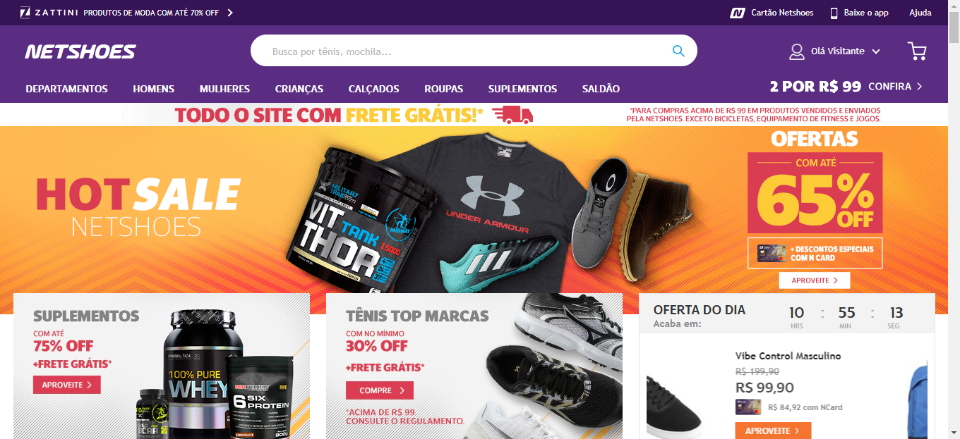 ZATTINI PRODUTOS DE MODA COM ATÉ 70% OFF
Cartão Netshoes
Baixe o app
Ajuda
NETSHOES
Busca por tênis, mochila...
Olá Visitante
DEPARTAMENTOS
HOMENS
MULHERES
CRIANÇAS
CALÇADOS
ROUPAS
SUPLEMENTOS
SALDÃO
2 POR R$ 99 CONFIRA
TODO O SITE COM FRETE GRÁTIS!*
*PARA COMPRAS ACIMA DE R$ 99 EM PRODUTOS VENDIDOS E ENVIADOS
PELA NETSHOES. EXCETO BICICLETAS, EQUIPAMENTO DE FITNESS E JOGOS.
HOT SALE
NETSHOES
MILITARY
TRAIL
VIT
TANK
THOR
UNDER ARMOUR
OFERTAS
COM ATÉ
65%
OFF
+ DESCONTOS ESPECIAIS
COM N CARD
APROVEITE
SUPLEMENTOS
COM ATÉ
75% OFF
+FRETE GRÁTIS*
APROVEITE
100% PURE
WHEY
6 SIX
PROTEIN
TÊNIS TOP MARCAS
COM NO MÍNIMO
30% OFF
+FRETE GRÁTIS*
COMPRE
*ACIMA DE R$ 99.
CONSULTE O REGULAMENTO.
OFERTA DO DIA
Acaba em:
10 : 55 : 13
HRS MIN SEG
Vibe Control Masculino
R$ 199,90
R$ 99,90
R$ 84,92 com NCard
APROVEITE